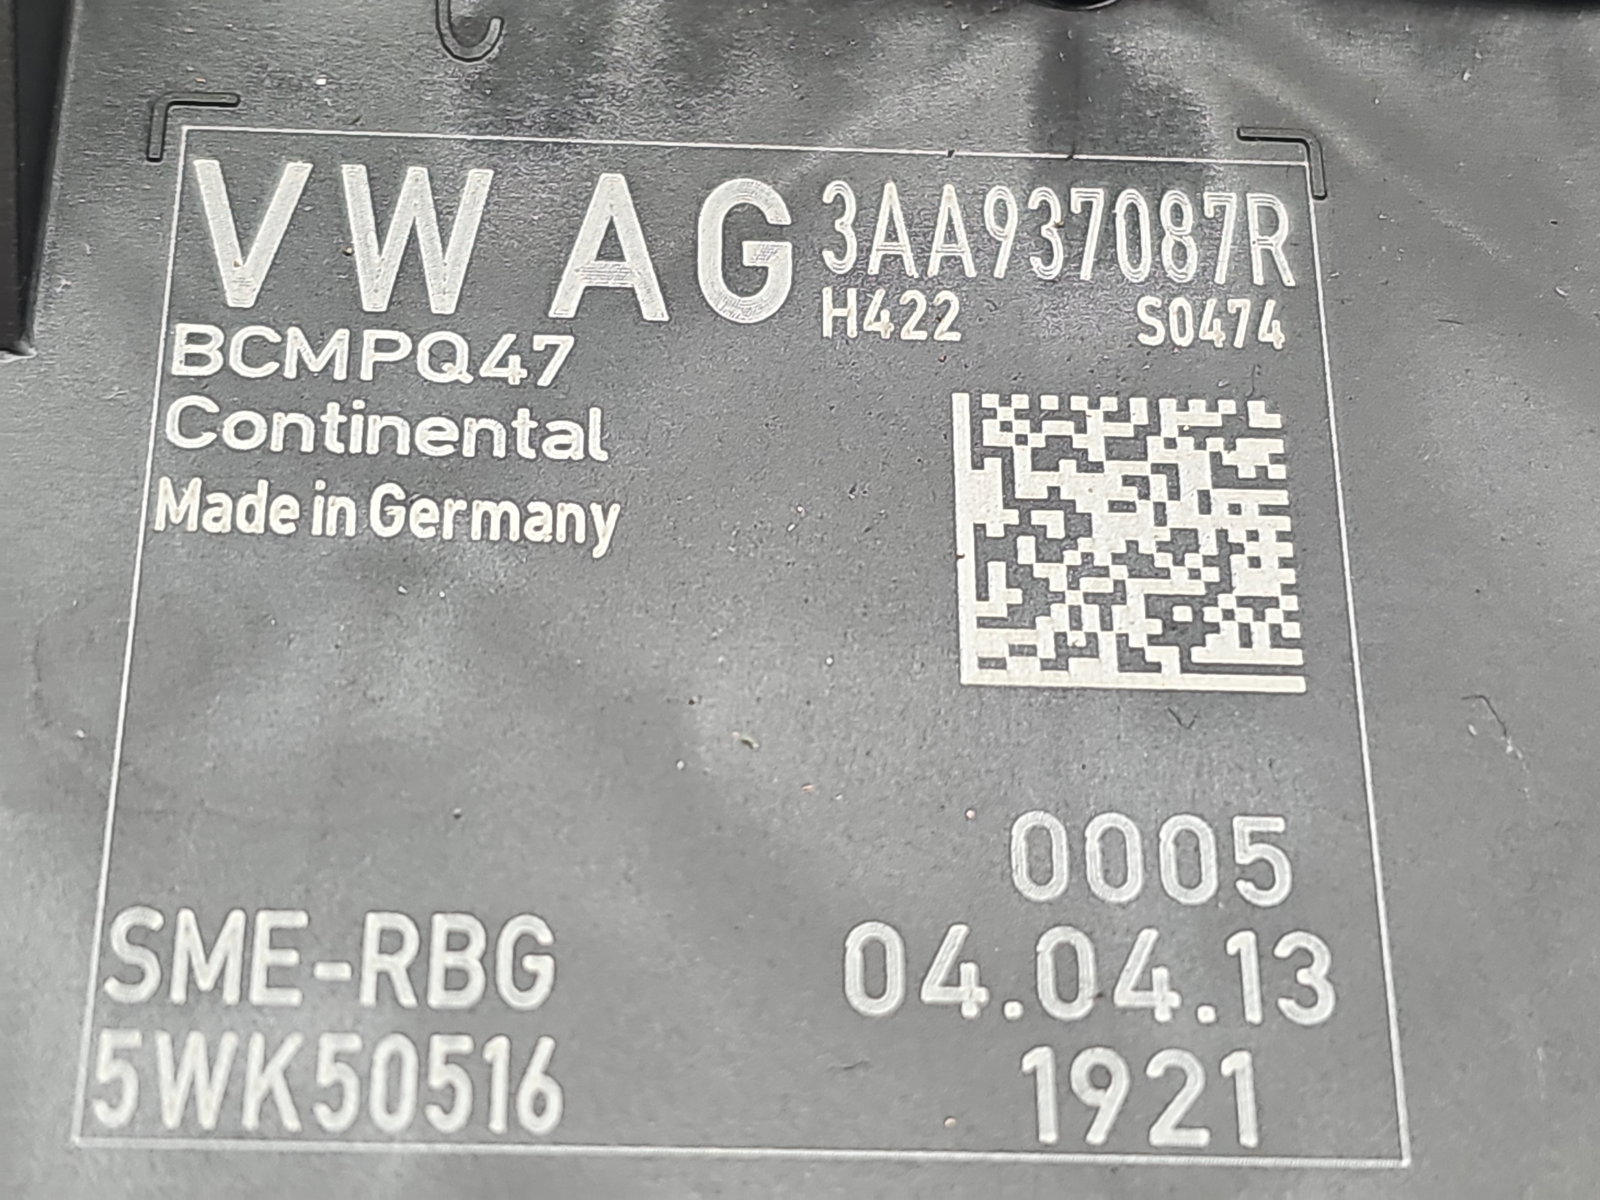 VW AG 3AA937087R
H422 S0474
BCMPQ47
Continental
Made in Germany
0005
SME-RBG 04.04.13
5WK50516 1921